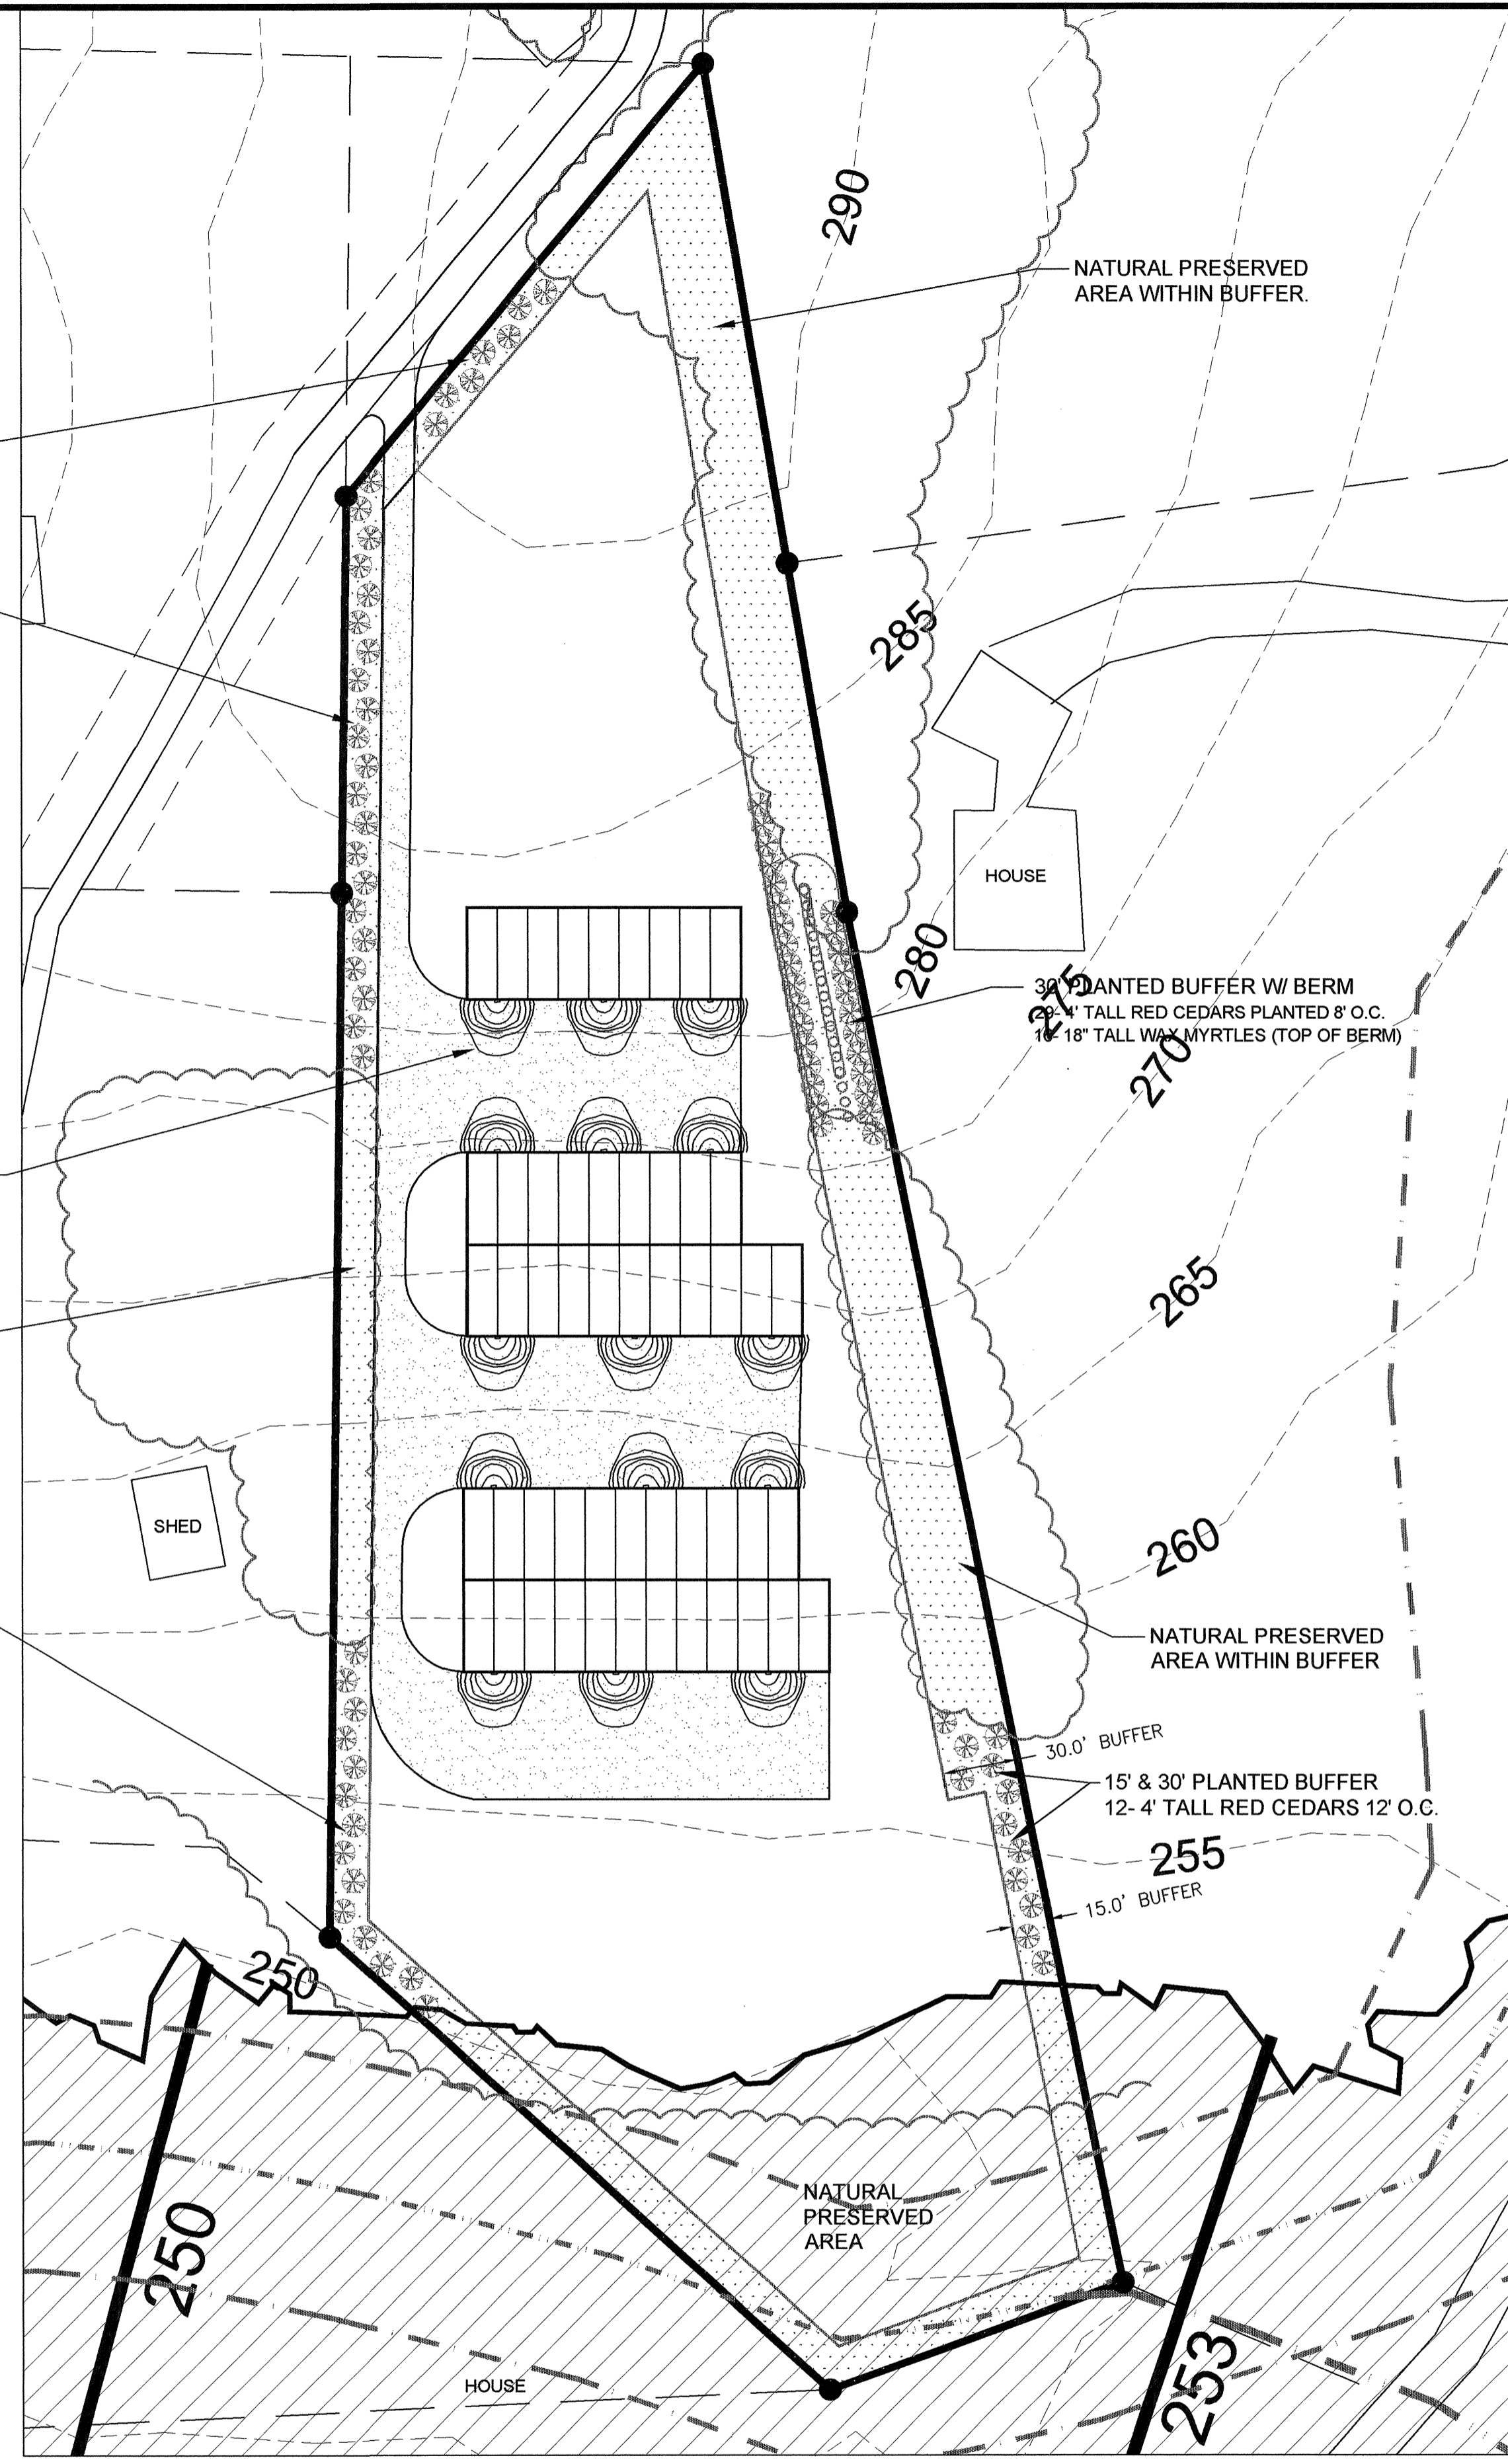 290
NATURAL PRESERVED
AREA WITHIN BUFFER.
285
HOUSE
280
275
30' PLANTED BUFFER W/ BERM
29- 4' TALL RED CEDARS PLANTED 8' O.C.
16- 18" TALL WAX MYRTLES (TOP OF BERM)
270
265
SHED
260
NATURAL PRESERVED
AREA WITHIN BUFFER
30.0' BUFFER
15' & 30' PLANTED BUFFER
12- 4' TALL RED CEDARS 12' O.C.
255
15.0' BUFFER
250
NATURAL
PRESERVED
AREA
250
253
HOUSE